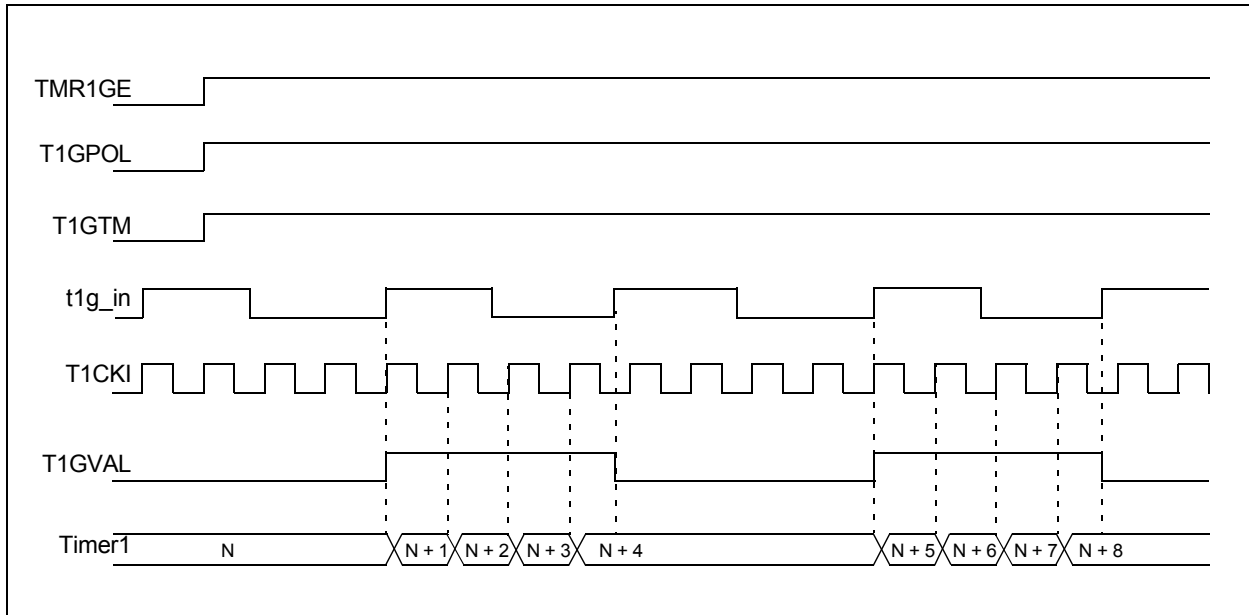 TMR1GE
T1GPOL
T1GTM
t1g_in
T1CKI
T1GVAL
Timer1 N N + 1 N + 2 N + 3 N + 4 N + 5 N + 6 N + 7 N + 8